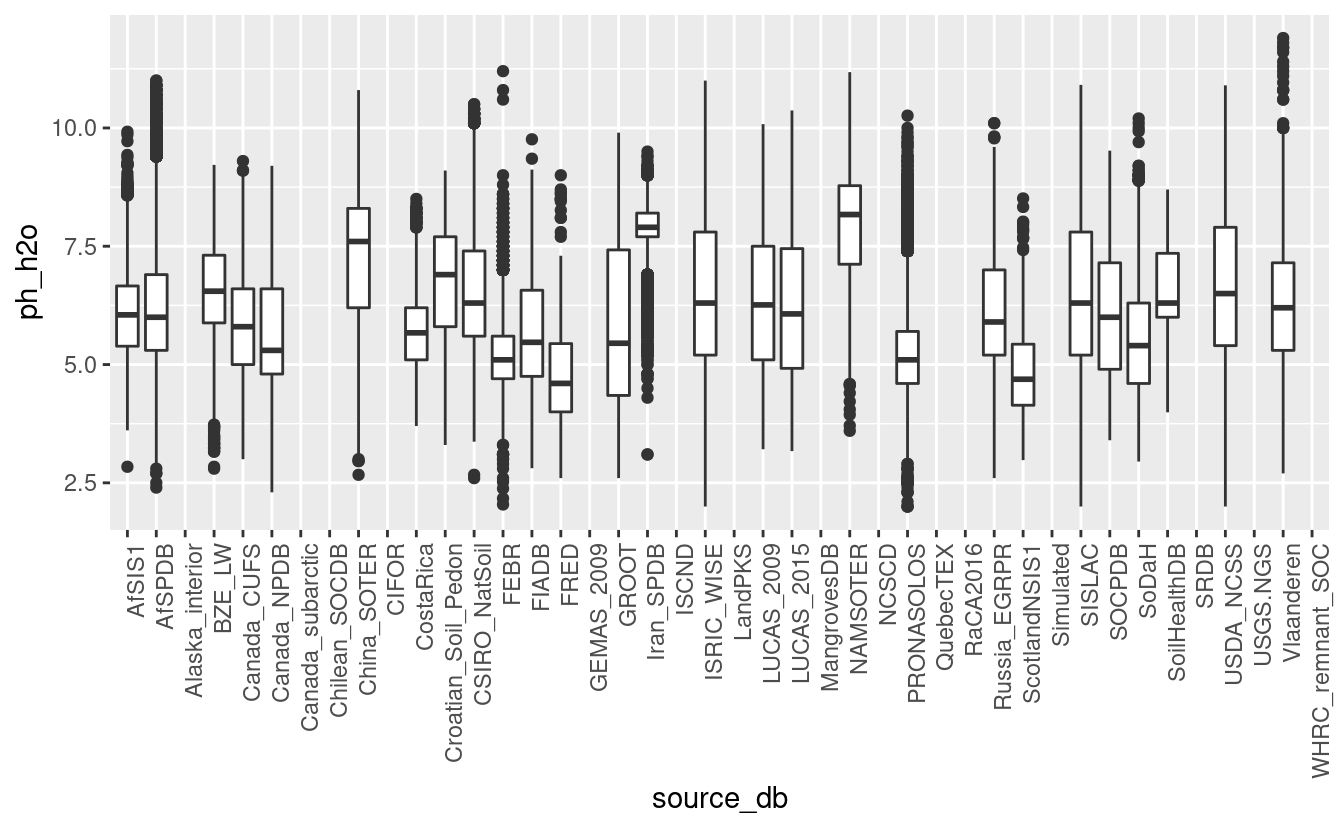 ph_h2o
10.0
7.5
5.0
2.5
AfSIS1
AfSPDB
Alaska_interior
BZE_LW
Canada_CUFS
Canada_NPDB
Canada_subarctic
Chilean_SOCDB
China_SOTER
CIFOR
CostaRica
Croatian_Soil_Pedon
CSIRO_NatSoil
FEBR
FIADB
FRED
GEMAS_2009
GROOT
Iran_SPDB
ISCND
ISRIC_WISE
LandPKS
LUCAS_2009
LUCAS_2015
MangrovesDB
NAMSOTER
NCSCD
PRONASOLOS
QuebecTEX
RaCA2016
Russia_EGRPR
ScotlandNSIS1
Simulated
SISLAC
SOCPDB
SoDaH
SoilHealthDB
SRDB
USDA_NCSS
USGS.NGS
Vlaanderen
WHRC_remnant_SOC
source_db